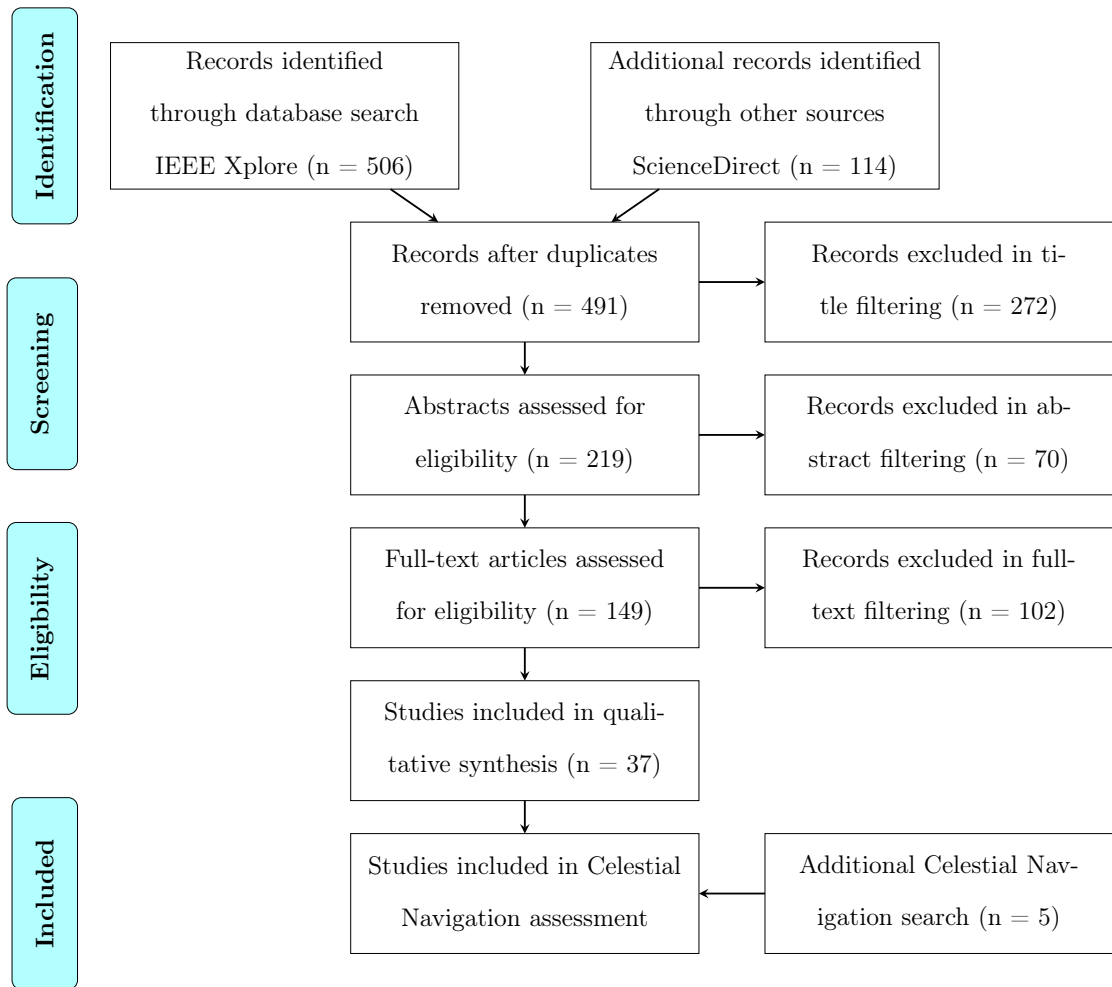 Identification
Records identified
through database search
IEEE Xplore (n = 506)
Additional records identified
through other sources
ScienceDirect (n = 114)
Records after duplicates
removed (n = 491)
Records excluded in ti-
tle filtering (n = 272)
Screening
Abstracts assessed for
eligibility (n = 219)
Records excluded in ab-
stract filtering (n = 70)
Eligibility
Full-text articles assessed
for eligibility (n = 149)
Records excluded in full-
text filtering (n = 102)
Studies included in quali-
tative synthesis (n = 37)
Included
Studies included in Celestial
Navigation assessment
Additional Celestial Nav-
igation search (n = 5)